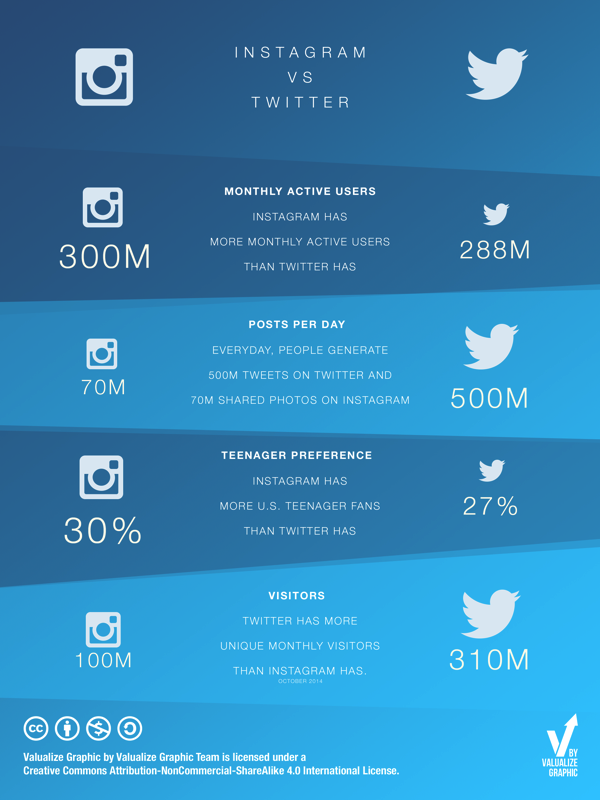 INSTAGRAM
VS
TWITTER
MONTHLY ACTIVE USERS
INSTAGRAM HAS
MORE MONTHLY ACTIVE USERS
THAN TWITTER HAS
300M
288M
POSTS PER DAY
EVERYDAY, PEOPLE GENERATE
500M TWEETS ON TWITTER AND
70M SHARED PHOTOS ON INSTAGRAM
70M
500M
TEENAGER PREFERENCE
INSTAGRAM HAS
MORE U.S. TEENAGER FANS
THAN TWITTER HAS
30%
27%
VISITORS
TWITTER HAS MORE
UNIQUE MONTHLY VISITORS
THAN INSTAGRAM HAS.
OCTOBER 2014
100M
310M
cc
Valualize Graphic by Valualize Graphic Team is licensed under a
Creative Commons Attribution-NonCommercial-ShareAlike 4.0 International License.
BY
VALUALIZE
GRAPHIC